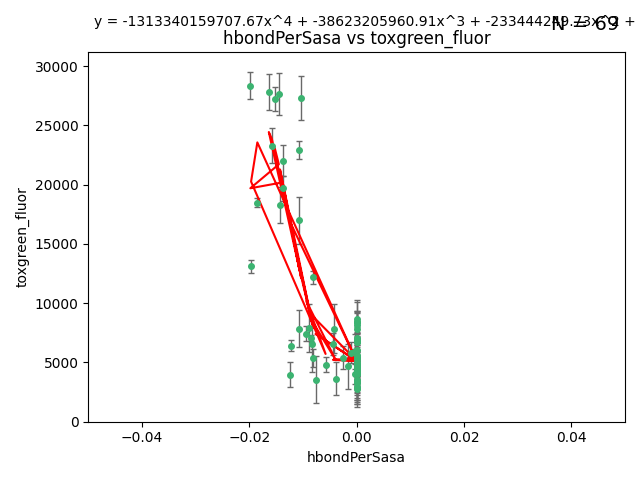 y = -1313340159707.67x^4 + -38623205960.91x^3 + +
N = 69
hbondPerSasa vs toxgreen_fluor
30000
25000
20000
15000
10000
5000
0
toxgreen_fluor
−0.04
−0.02
0.00
0.02
0.04
hbondPerSasa